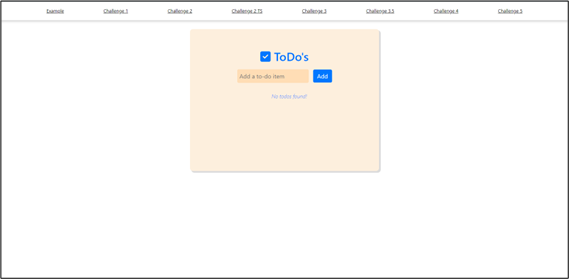 Example Challenge 1 Challenge 2 Challenge 2.75 Challenge 3 Challenge 3.5 Challenge 4 Challenge 5
ToDo's
Add a to-do item Add
No todos found!